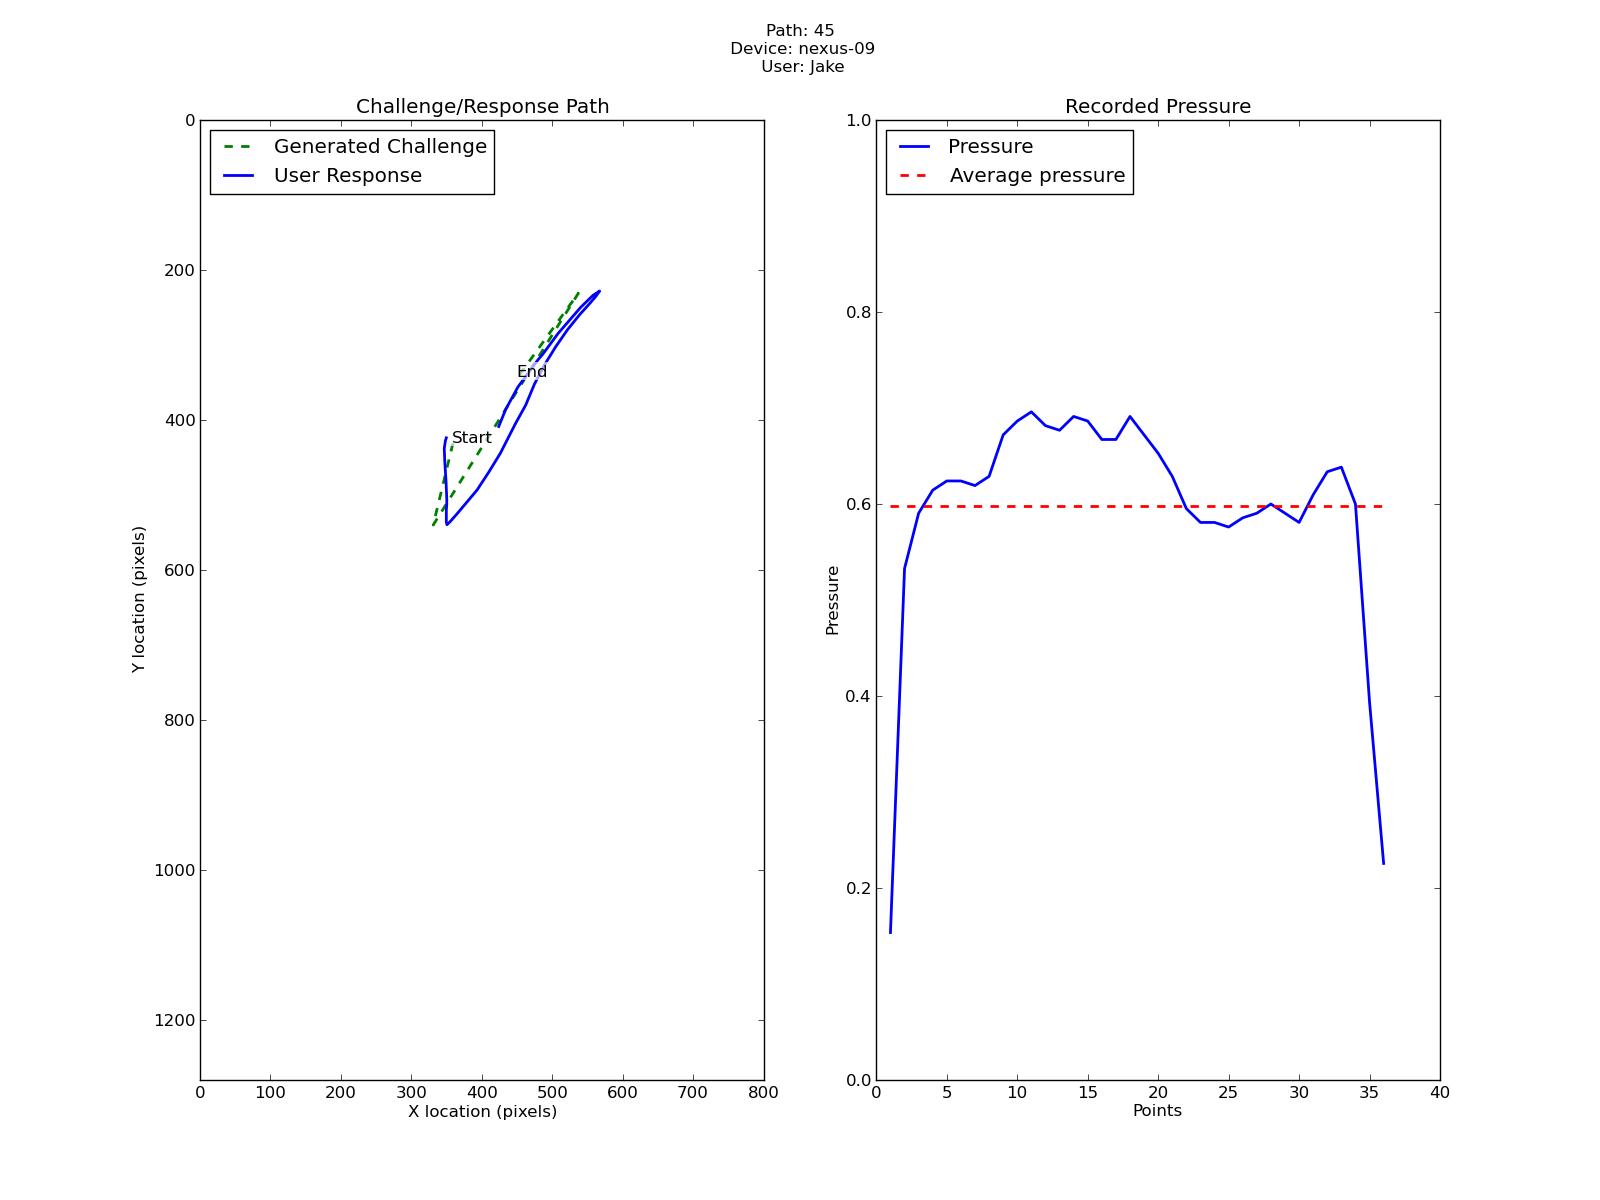 Path: 45
Device: nexus-09
User: Jake
Challenge/Response Path
Generated Challenge
User Response
0
200
400
600
800
1000
1200
Y location (pixels)
Start
End
0 100 200 300 400 500 600 700 800
X location (pixels)
Recorded Pressure
Pressure
Average pressure
1.0
0.8
0.6
0.4
0.2
0.0
Pressure
0 5 10 15 20 25 30 35 40
Points